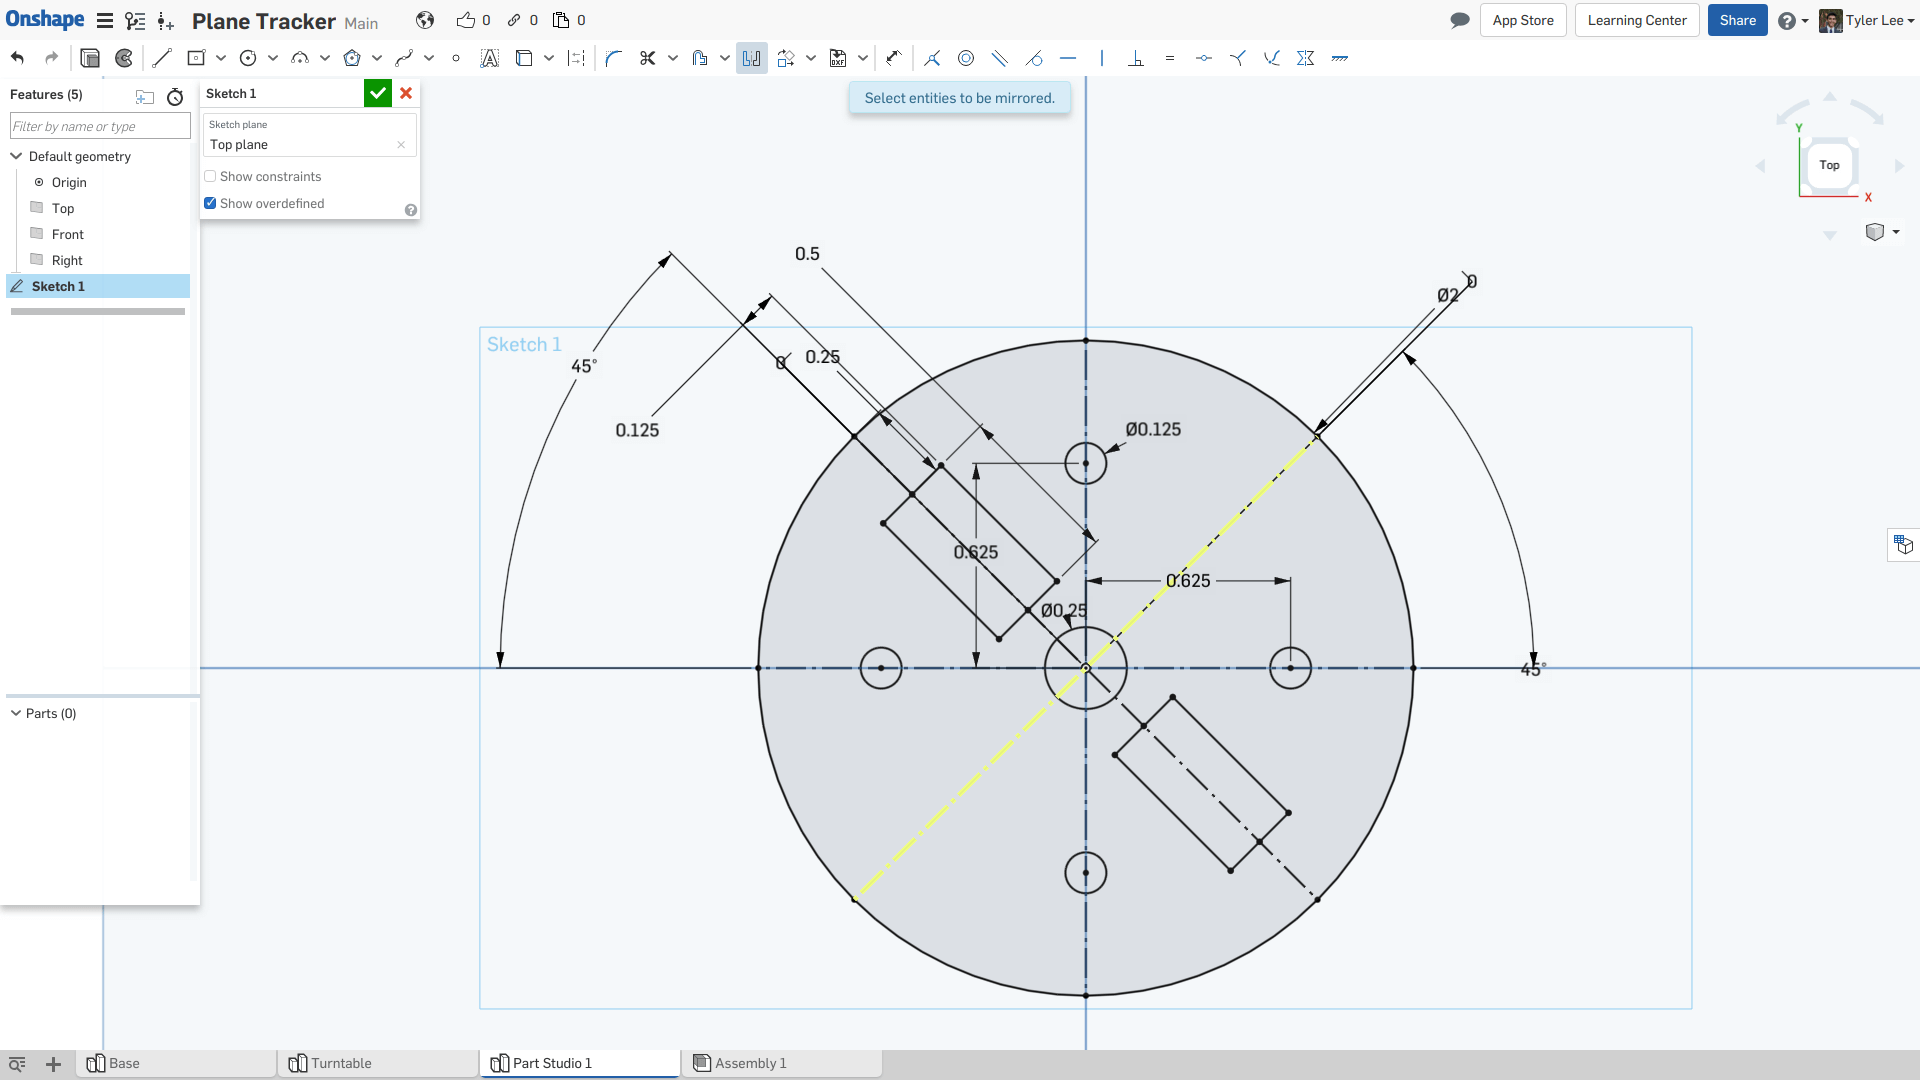 Onshape Plane Tracker Main 0 0 0 App Store Learning Center Share Tyler Lee
Features (5)
Filter by name or type
Default geometry
Origin
Top
Front
Right
Sketch 1
Parts (0)
Sketch 1
Sketch plane
Top plane
Show constraints
Show overdefined
Select entities to be mirrored.
Y
Top
X
0.5
0
Ø2
Sketch 1
45°
0
0.25
0.125
Ø0.125
0.625
0.625
Ø0.25
45°
Base
Turntable
Part Studio 1
Assembly 1